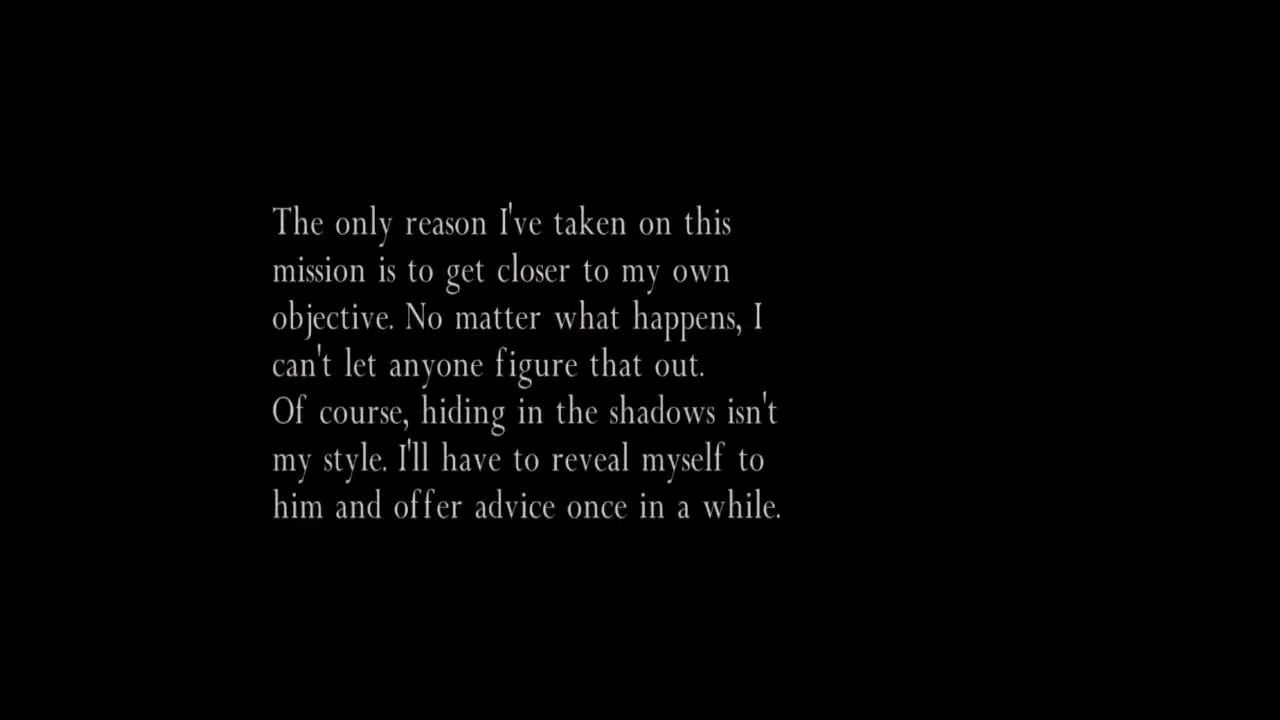 The only reason I've taken on this
mission is to get closer to my own
objective. No matter what happens, I
can't let anyone figure that out.
Of course, hiding in the shadows isn't
my style. I'll have to reveal myself to
him and offer advice once in a while.